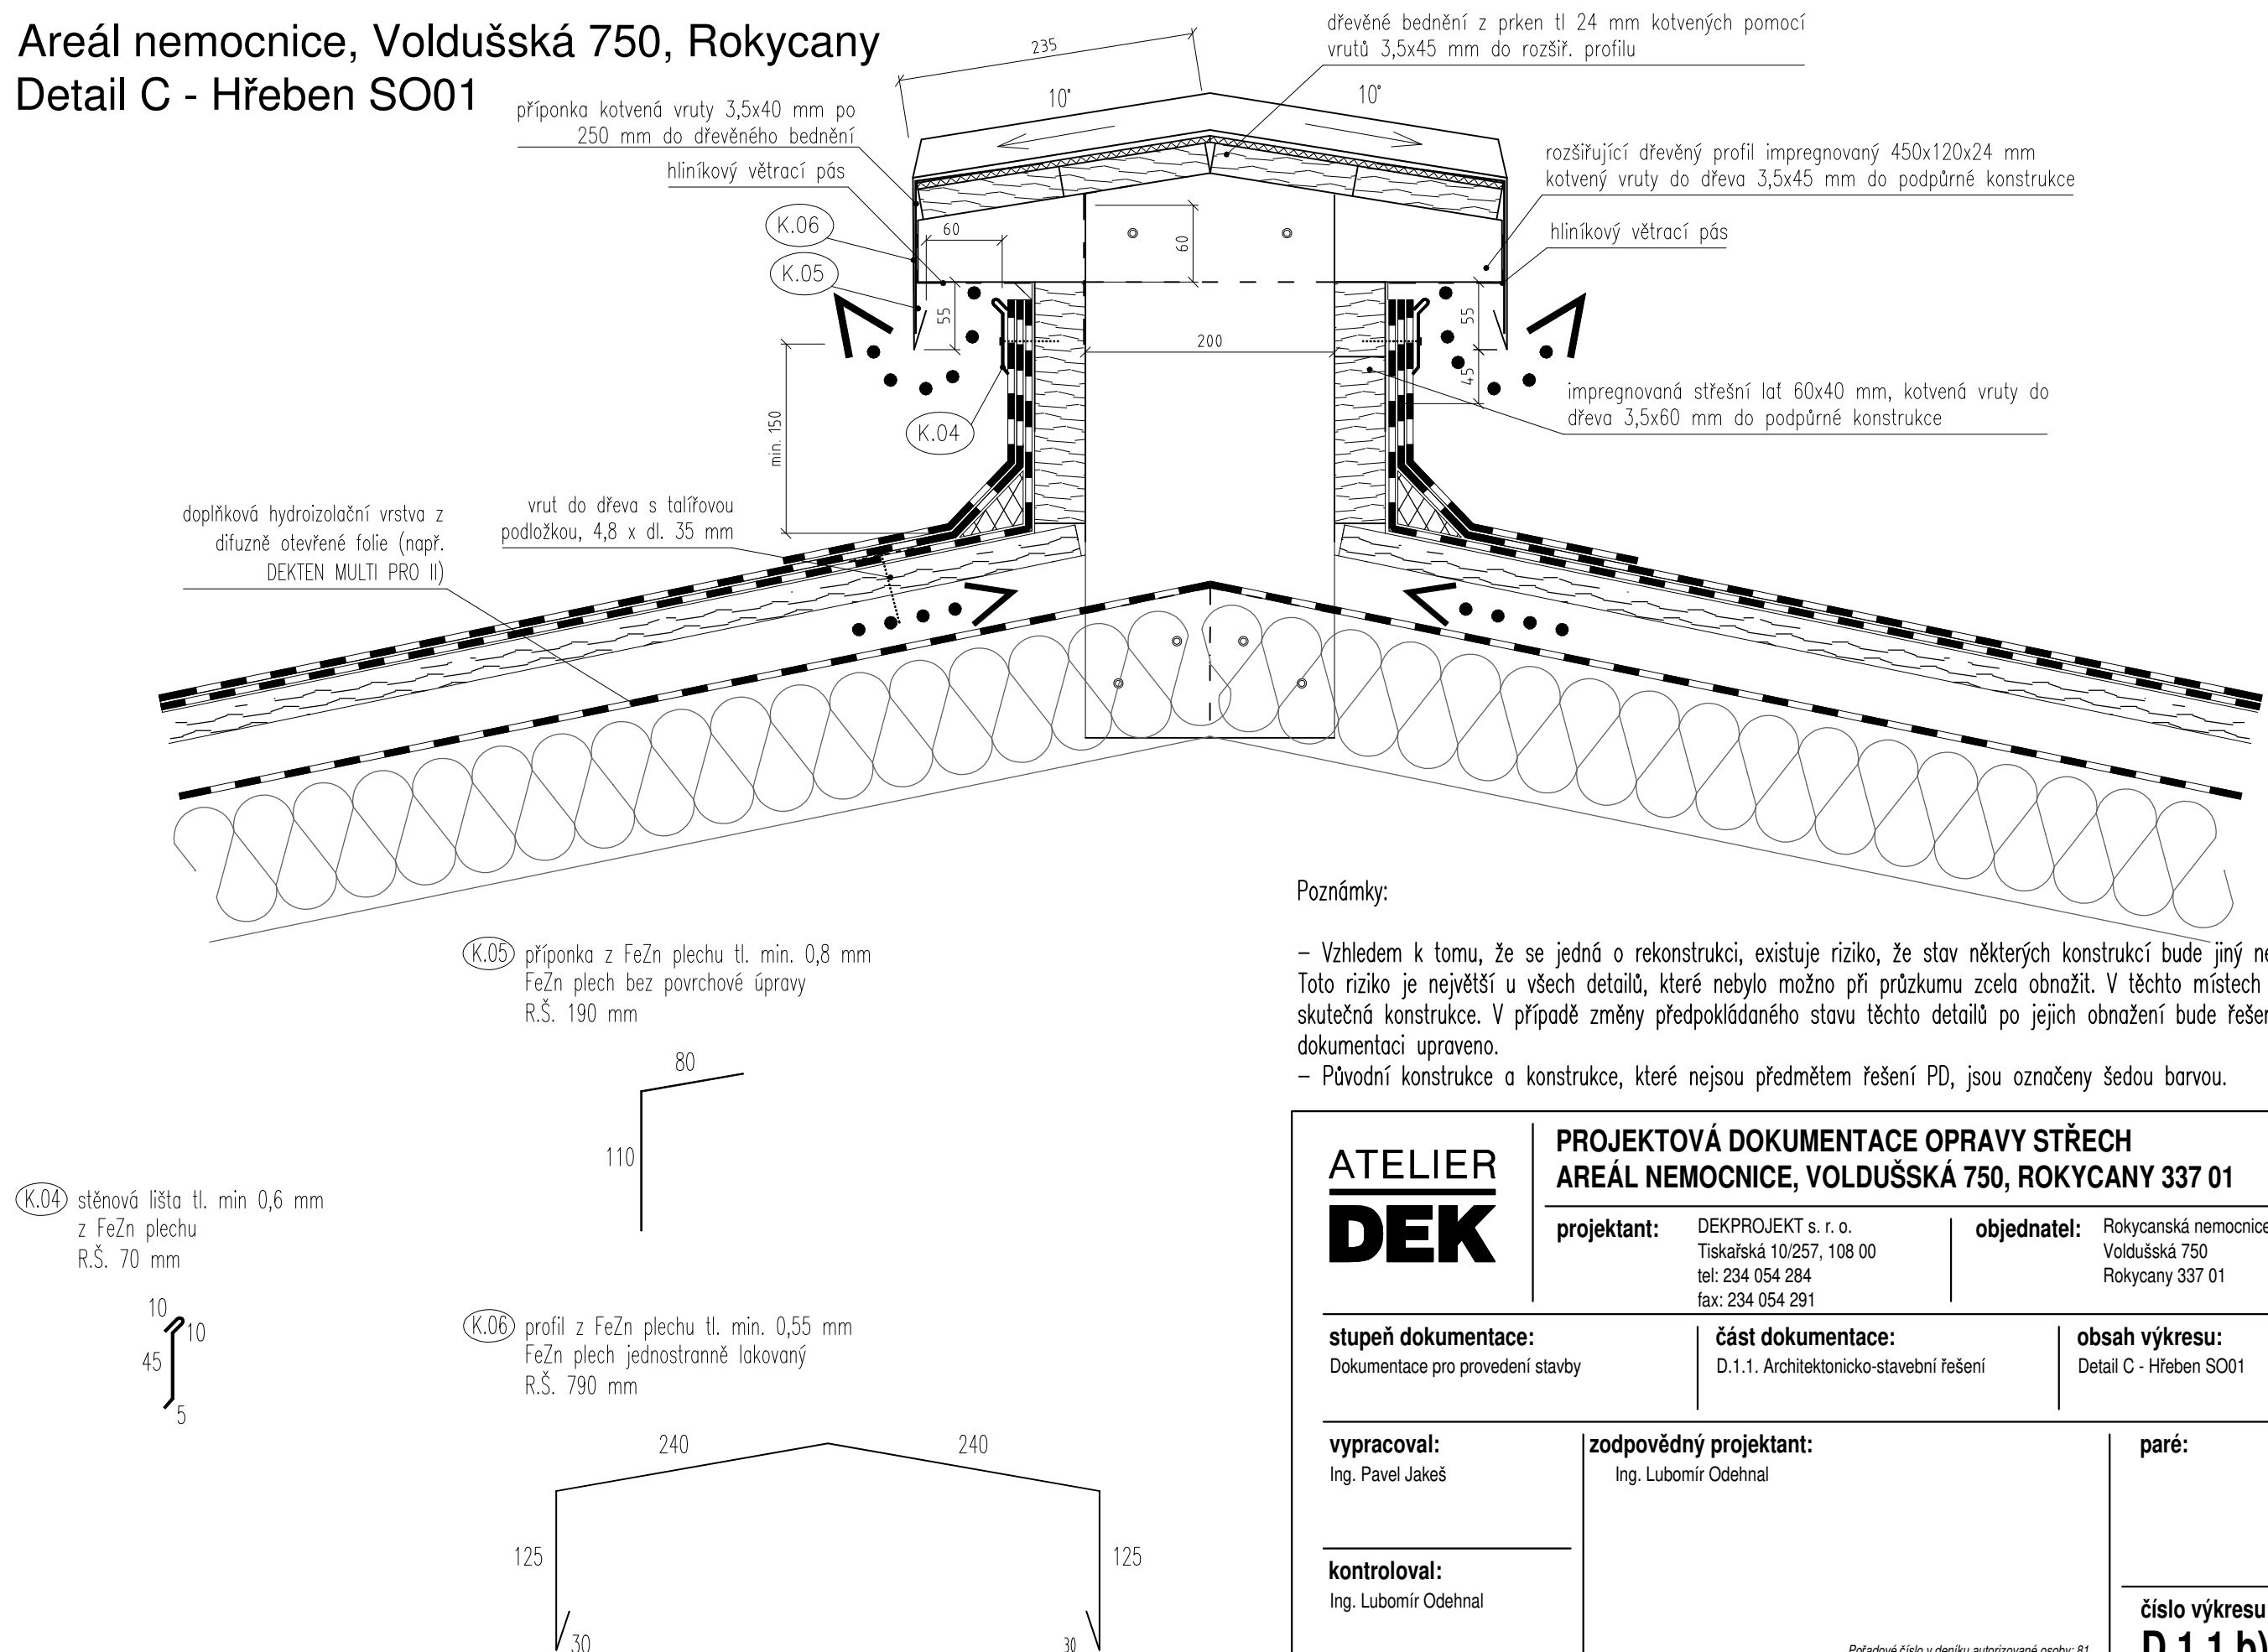 Areál nemocnice, Voldušská 750, Rokycany
Detail C - Hřeben SO01
235
10°
10°
dřevěné bednění z prken tl 24 mm kotvených pomocí
vrutů 3,5x45 mm do rozšiř. profilu
příponka kotvená vruty 3,5x40 mm po
250 mm do dřevěného bednění
hliníkový větrací pás
K.06
K.05
rozšiřující dřevěný profil impregnovaný 450x120x24 mm
kotvený vruty do dřeva 3,5x45 mm do podpůrné konstrukce
hliníkový větrací pás
60
60
55
55
200
45
min. 150
K.04
impregnovaná střešní lať 60x40 mm, kotvená vruty do
dřeva 3,5x60 mm do podpůrné konstrukce
doplňková hydroizolační vrstva z
difuzně otevřené folie (např.
DEKTEN MULTI PRO II)
vrut do dřeva s talířovou
podložkou, 4,8 x dl. 35 mm
K.05 příponka z FeZn plechu tl. min. 0,8 mm
FeZn plech bez povrchové úpravy
R.Š. 190 mm
80
110
K.04 stěnová lišta tl. min 0,6 mm
z FeZn plechu
R.Š. 70 mm
10
10
45
5
K.06 profil z FeZn plechu tl. min. 0,55 mm
FeZn plech jednostranně lakovaný
R.Š. 790 mm
240
240
125
125
30
30
Poznámky:
– Vzhledem k tomu, že se jedná o rekonstrukci, existuje riziko, že stav některých konstrukcí bude jiný
Toto riziko je největší u všech detailů, které nebylo možno při průzkumu zcela obnažit. V těchto místech
skutečná konstrukce. V případě změny předpokládaného stavu těchto detailů po jejich obnažení bude
dokumentaci upraveno.
– Původní konstrukce a konstrukce, které nejsou předmětem řešení PD, jsou označeny šedou barvou.
ATELIER
DEK
PROJEKTOVÁ DOKUMENTACE OPRAVY STŘECH
AREÁL NEMOCNICE, VOLDUŠSKÁ 750, ROKYCANY 337 01
projektant:
DEKPROJEKT s. r. o.
Tiskařská 10/257, 108 00
tel: 234 054 284
fax: 234 054 291
objednatel:
Rokycanská nemocnice
Voldušská 750
Rokycany 337 01
stupeň dokumentace:
Dokumentace pro provedení stavby
část dokumentace:
D.1.1. Architektonicko-stavební řešení
obsah výkresu:
Detail C - Hřeben SO01
vypracoval:
Ing. Pavel Jakeš
zodpovědný projektant:
Ing. Lubomír Odehnal
paré:
kontroloval:
Ing. Lubomír Odehnal
Pořadové číslo v deníku autorizované osoby: 81
číslo výkresu